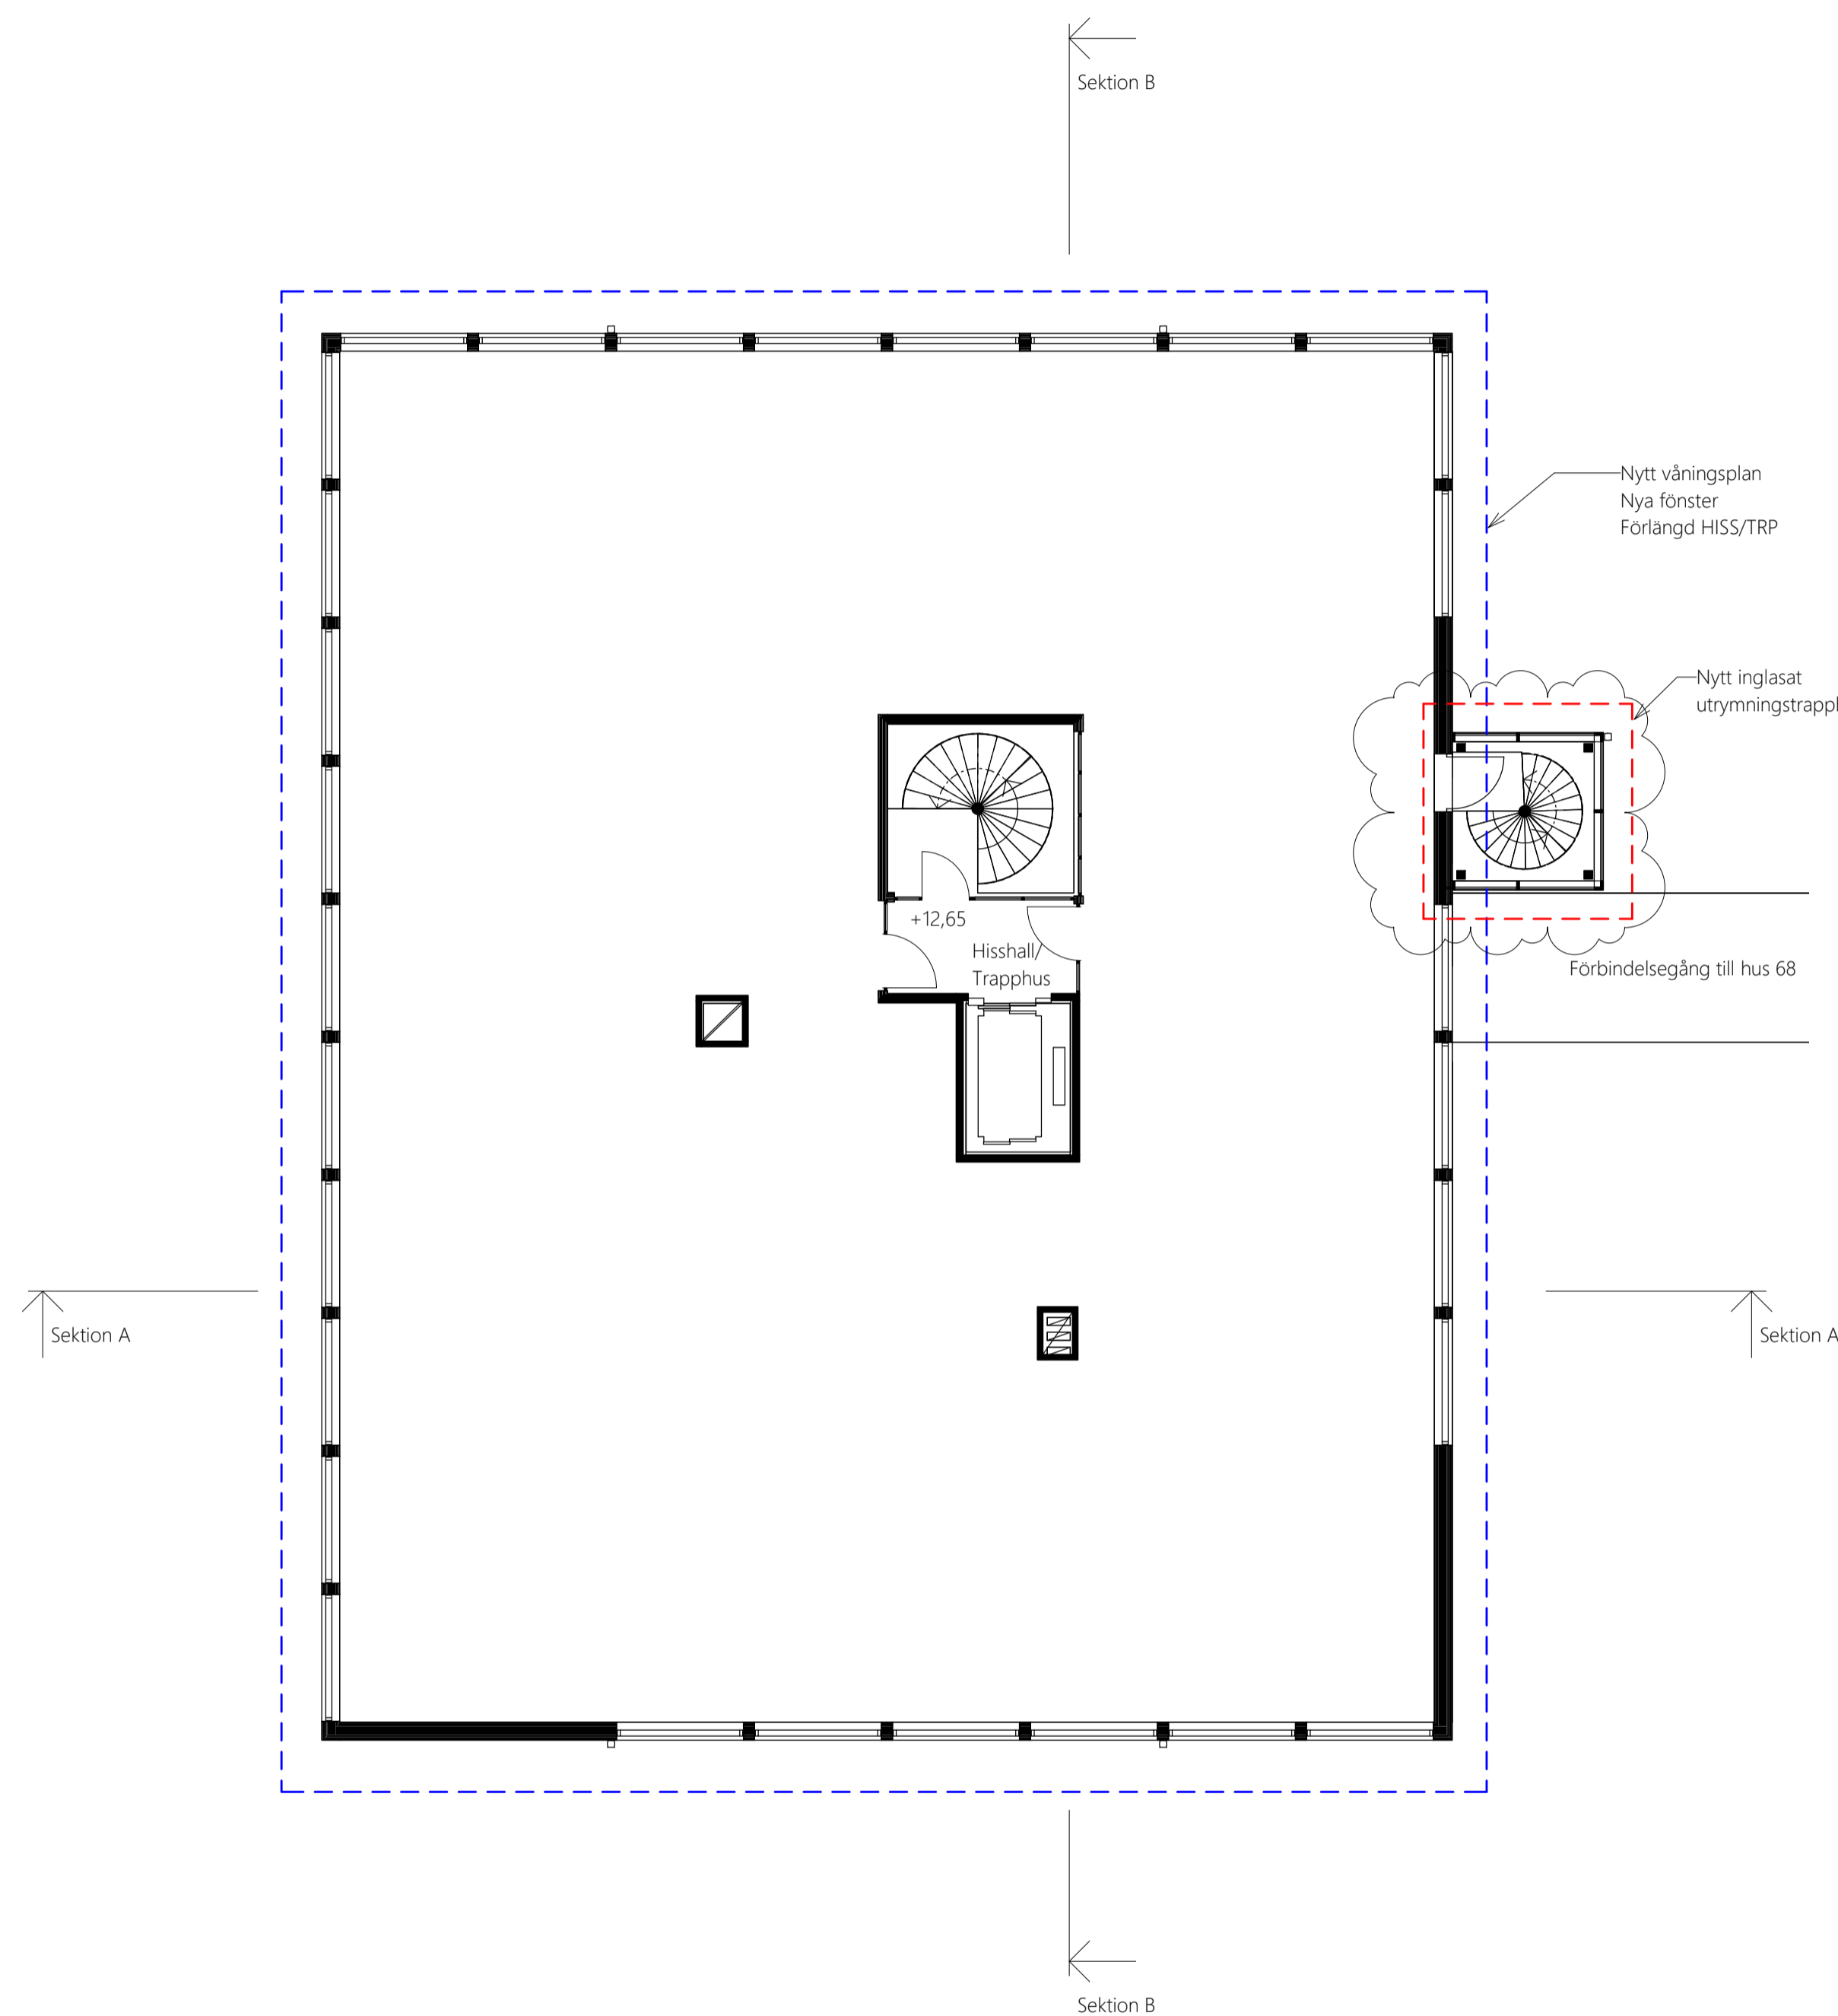 Sektion B
Nytt våningsplan
Nya fönster
Förlängd HISS/TRP
Nytt inglasat
+12,65
Hisshall/
Trapphus
Förbindelsegång till hus 68
Sektion A
Sektion A
Sektion B